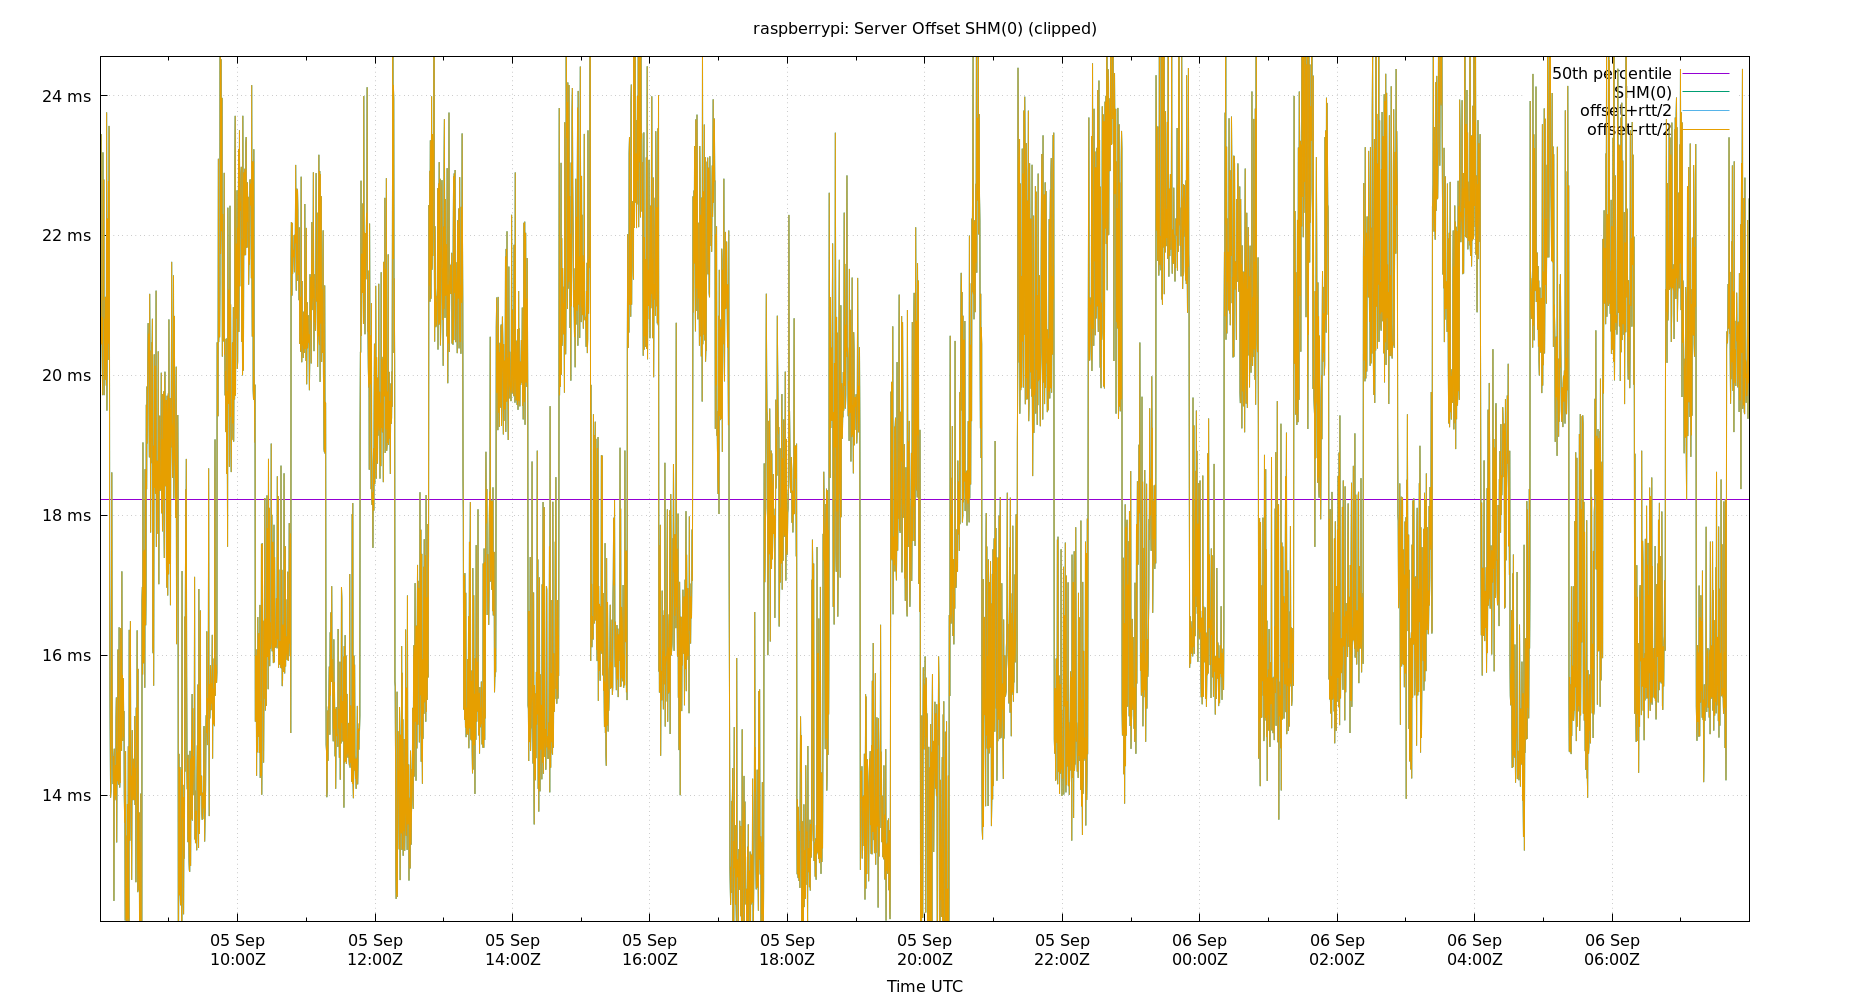 raspberrypi: Server Offset SHM(0) (clipped)
24 ms
22 ms
20 ms
18 ms
16 ms
14 ms
50th percentile
SHM(0)
offset+rtt/2
offset-rtt/2
05 Sep 05 Sep 05 Sep 05 Sep 05 Sep 05 Sep 05 Sep 06 Sep 06 Sep 06 Sep 06 Sep
10:00Z 12:00Z 14:00Z 16:00Z 18:00Z 20:00Z 22:00Z 00:00Z 02:00Z 04:00Z 06:00Z
Time UTC